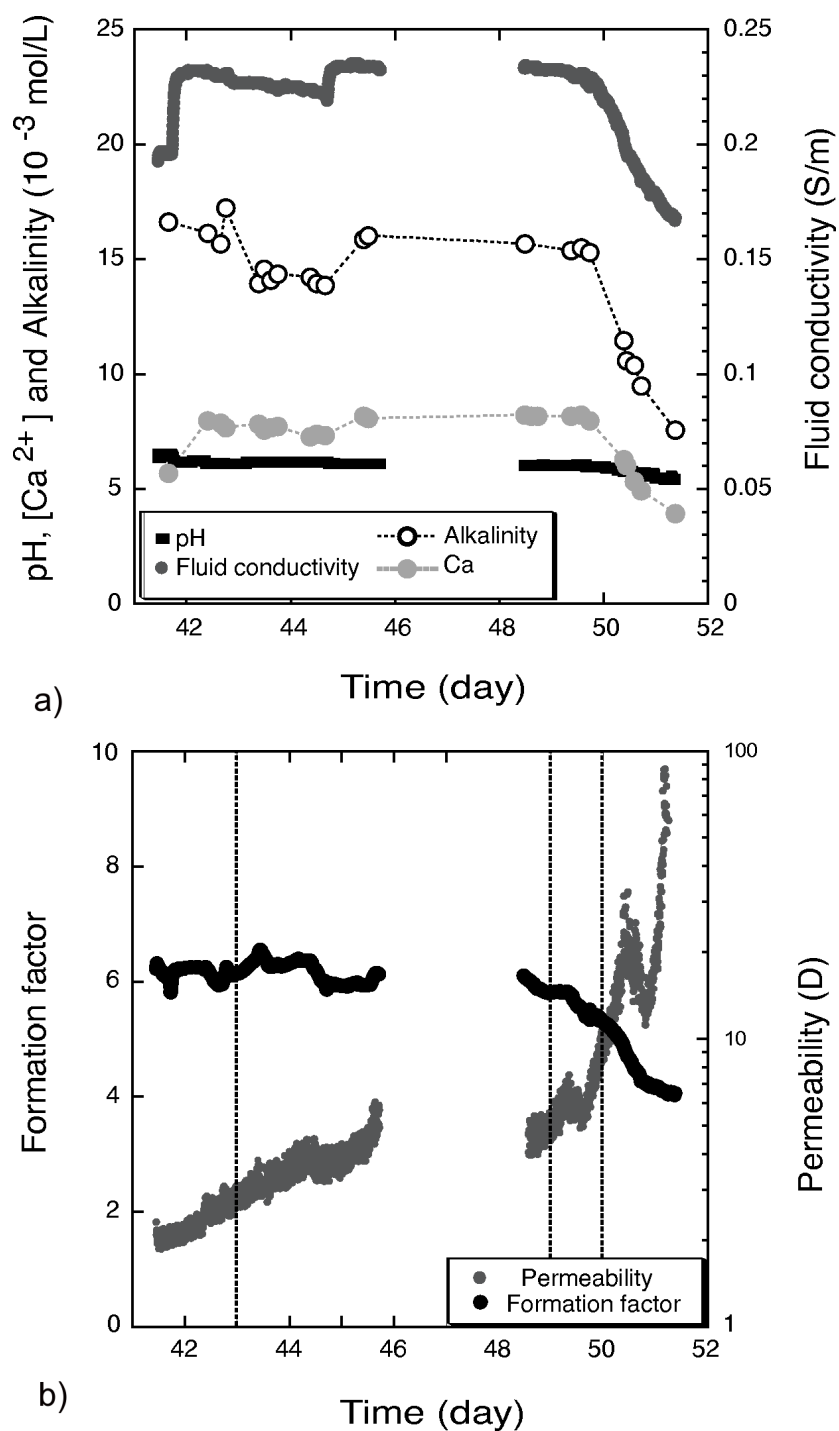 25
20
15
10
5
0
pH, [Ca 2+ ] and Alkalinity (10 -3 mol/L)
0.25
0.2
0.15
0.1
0.05
0
Fluid conductivity (S/m)
pH
Fluid conductivity
Alkalinity
Ca
42 44 46 48 50 52
Time (day)
a)
10
8
6
4
2
0
Formation factor
100
10
1
Permeability (D)
Permeability
Formation factor
42 44 46 48 50 52
Time (day)
b)